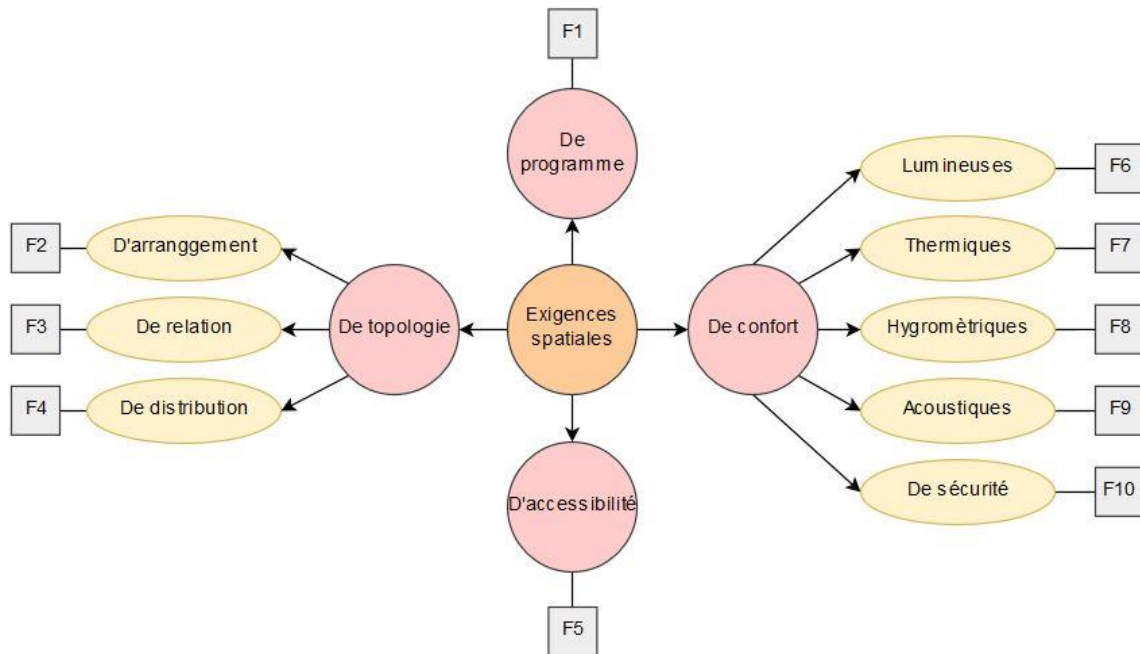 F1
De
programme
Lumineuses
F6
F2
D'arranggement
Thermiques
F7
F3
De relation
De topologie
Exigences
spatiales
De confort
Hygromètriques
F8
F4
De distribution
Acoustiques
F9
D'accessibilité
De sécurité
F10
F5